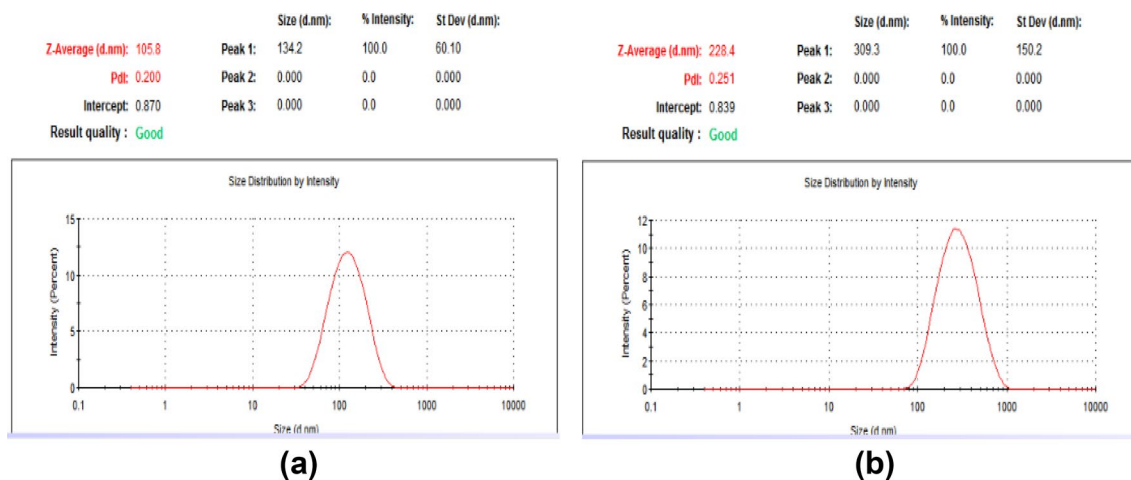 Size (d.nm): % Intensity: St Dev (d.nm):
Z-Average (d.nm): 105.8 Peak 1: 134.2 100.0 60.10
PdI: 0.200 Peak 2: 0.000 0.0 0.000
Intercept: 0.870 Peak 3: 0.000 0.0 0.000
Result quality : Good
Size Distribution by Intensity
15
10
5
0
Intensity (Percent)
0.1 1 10 100 1000 10000
Size (d.nm)
(a)
Size (d.nm): % Intensity: St Dev (d.nm):
Z-Average (d.nm): 228.4 Peak 1: 309.3 100.0 150.2
PdI: 0.251 Peak 2: 0.000 0.0 0.000
Intercept: 0.839 Peak 3: 0.000 0.0 0.000
Result quality : Good
Size Distribution by Intensity
12
10
8
6
4
2
0
Intensity (Percent)
0.1 1 10 100 1000 10000
Size (d.nm)
(b)